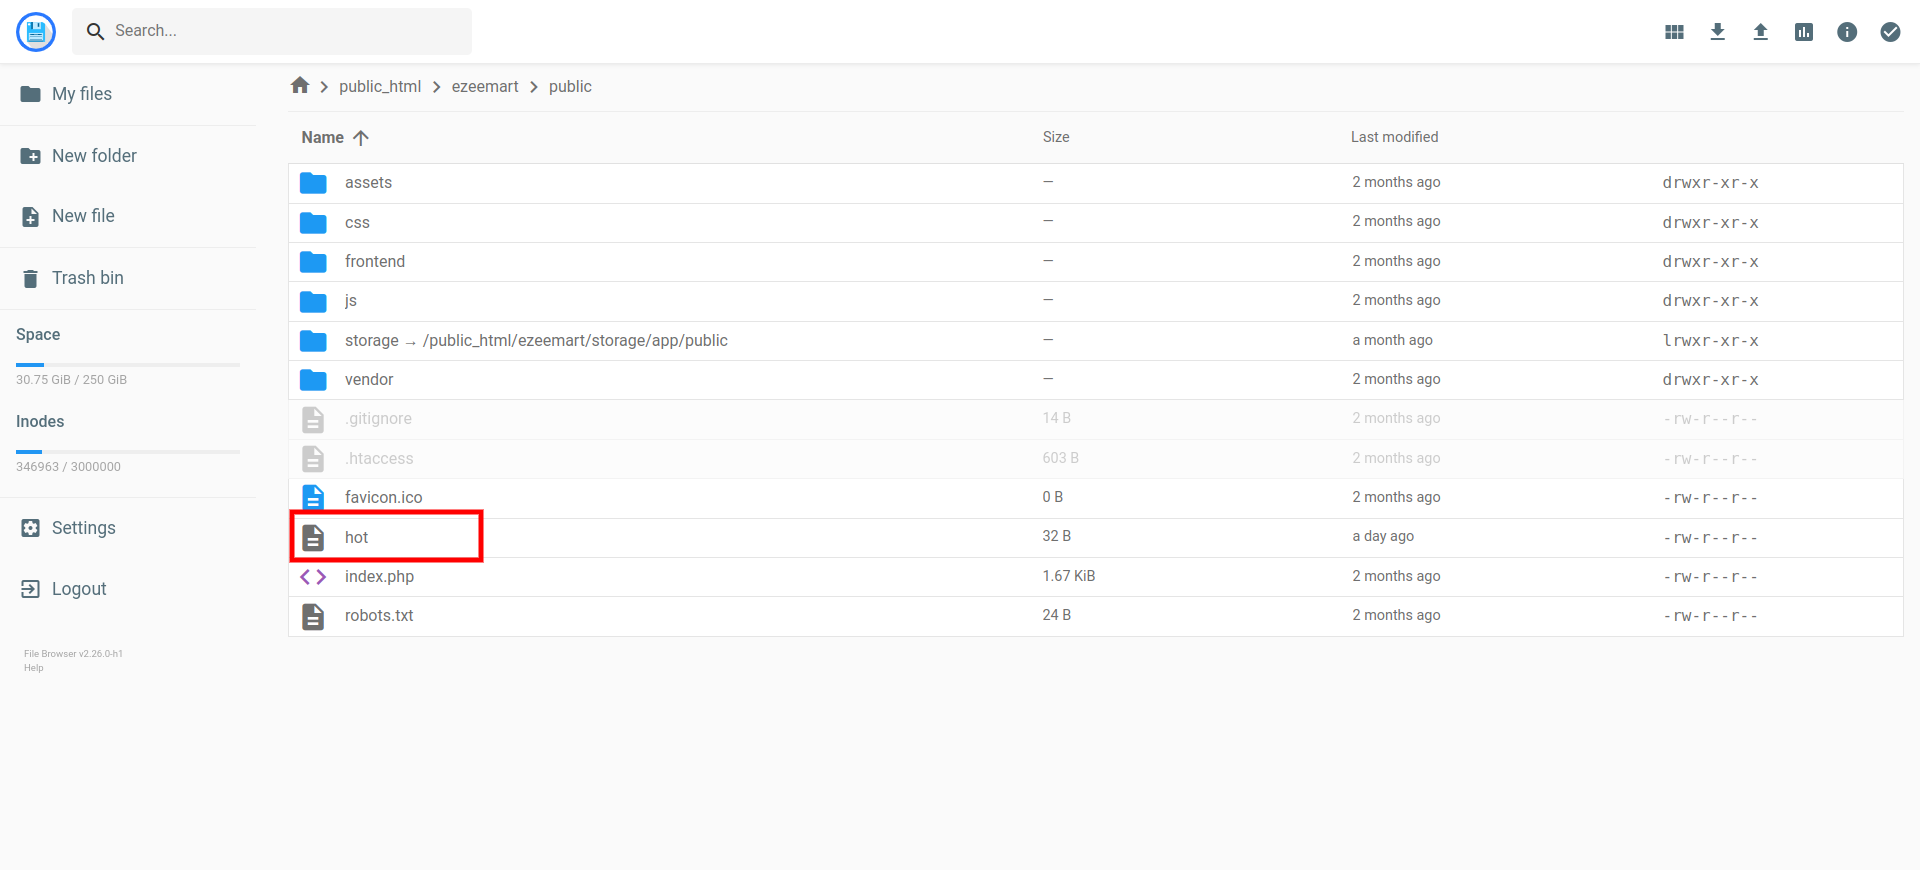 Search...
My files
New folder
New file
Trash bin
Space
30.75 GiB / 250 GiB
Inodes
346963 / 3000000
Settings
Logout
File Browser v2.26.0-h1
Help
public_html > ezeemart > public
Name Size Last modified
assets — 2 months ago drwxr-xr-x
css — 2 months ago drwxr-xr-x
frontend — 2 months ago drwxr-xr-x
js — 2 months ago drwxr-xr-x
storage → /public_html/ezeemart/storage/app/public — a month ago lrwxr-xr-x
vendor — 2 months ago drwxr-xr-x
.gitignore 14 B 2 months ago -rw-r--r--
.htaccess 603 B 2 months ago -rw-r--r--
favicon.ico 0 B 2 months ago -rw-r--r--
hot 32 B a day ago -rw-r--r--
index.php 1.67 KiB 2 months ago -rw-r--r--
robots.txt 24 B 2 months ago -rw-r--r--